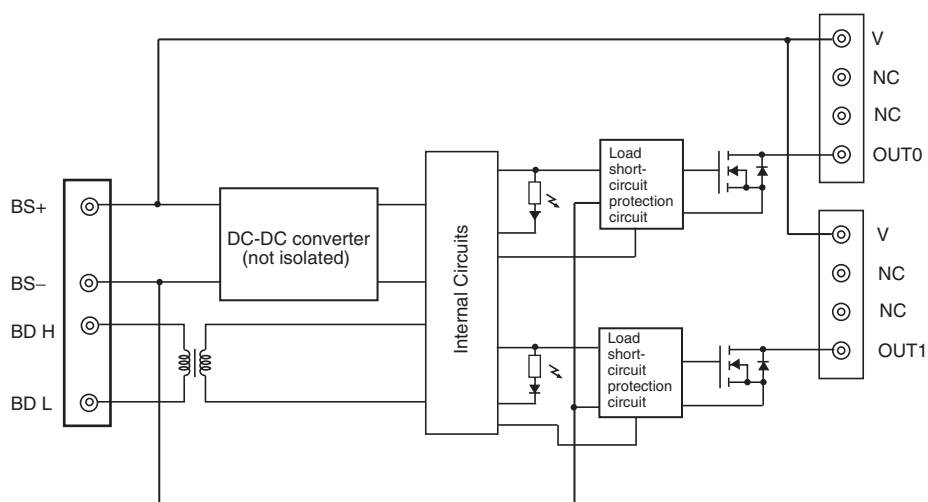 V
NC
NC
OUT0
Load
short-
circuit
protection
circuit
BS+
DC-DC converter
(not isolated)
BS–
BD H
BD L
Internal Circuits
V
NC
NC
OUT1
Load
short-
circuit
protection
circuit